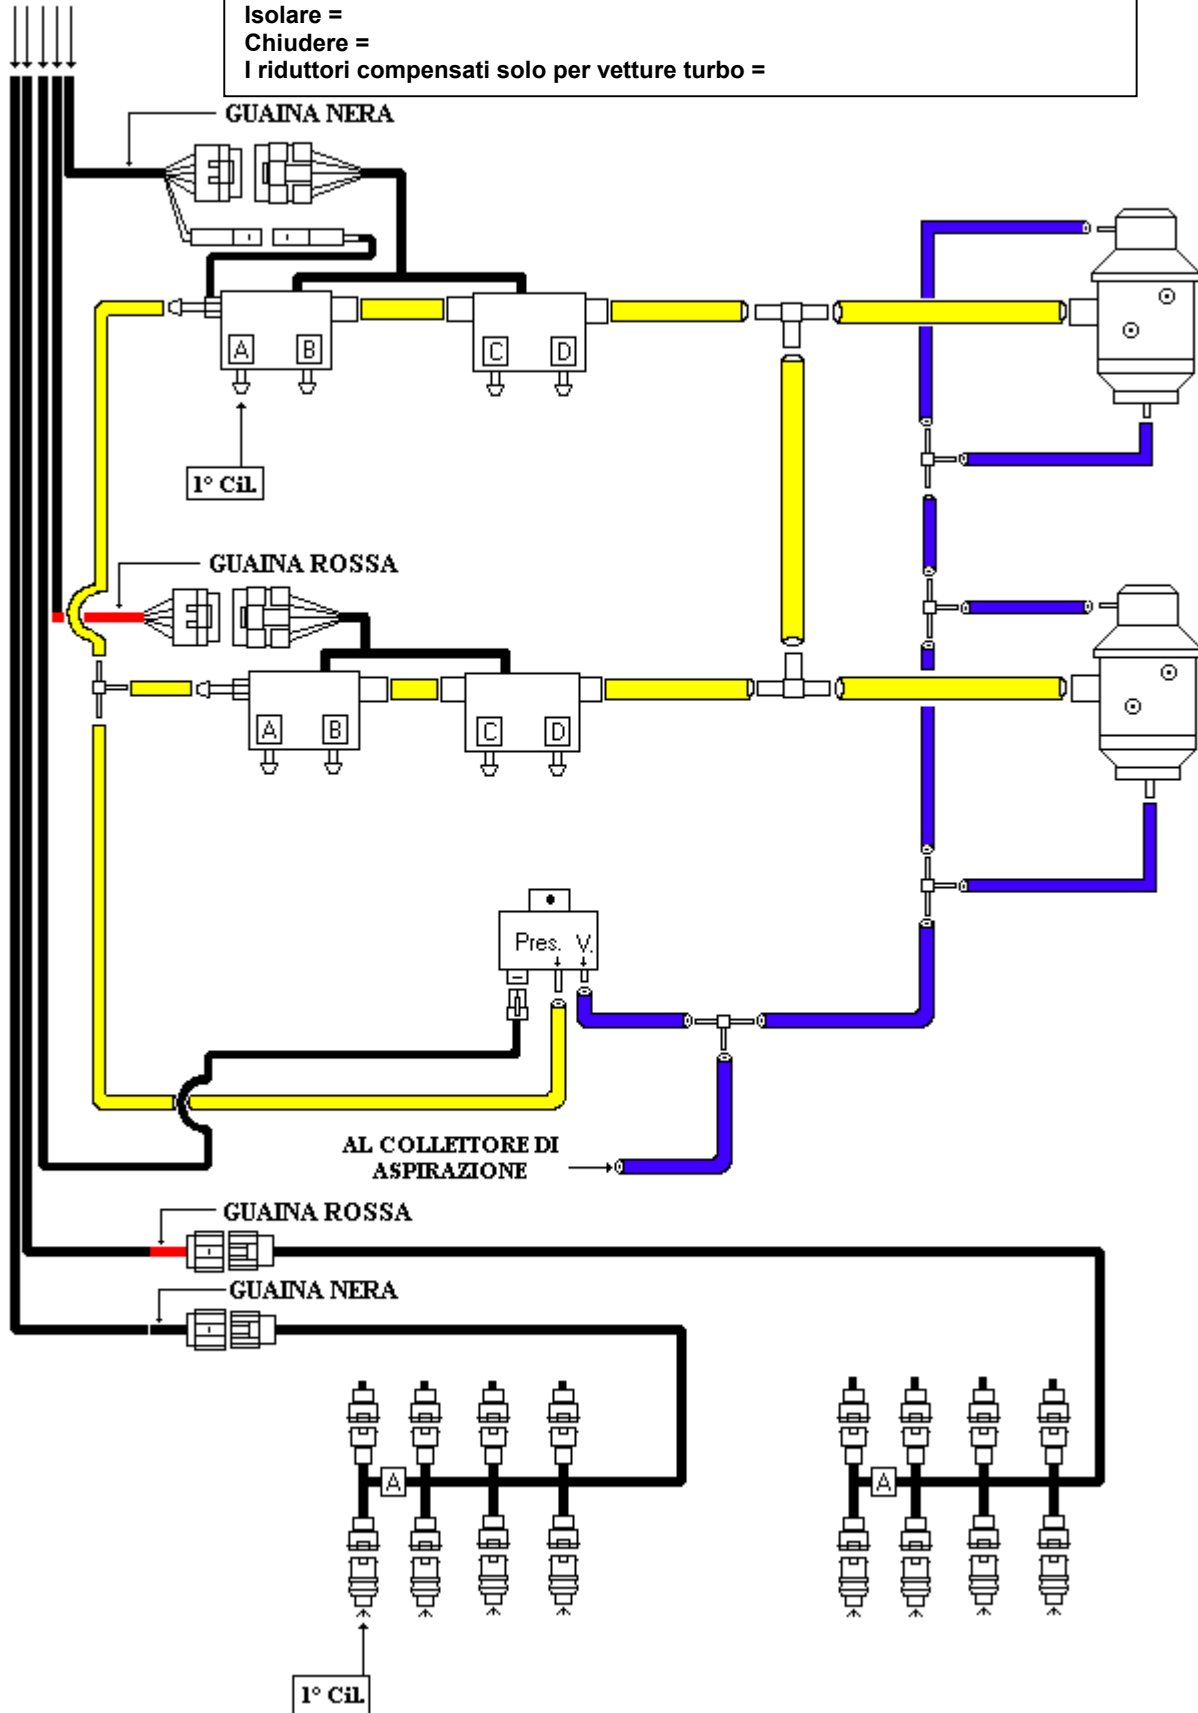 Isolare =
Chiudere =
I riduttori compensati solo per vetture turbo =
GUAINA NERA
A B
C D
1° Cil.
GUAINA ROSSA
A B
C D
Pres. V.
AL COLLETTORE DI
ASPIRAZIONE
GUAINA ROSSA
GUAINA NERA
A
A
1° Cil.